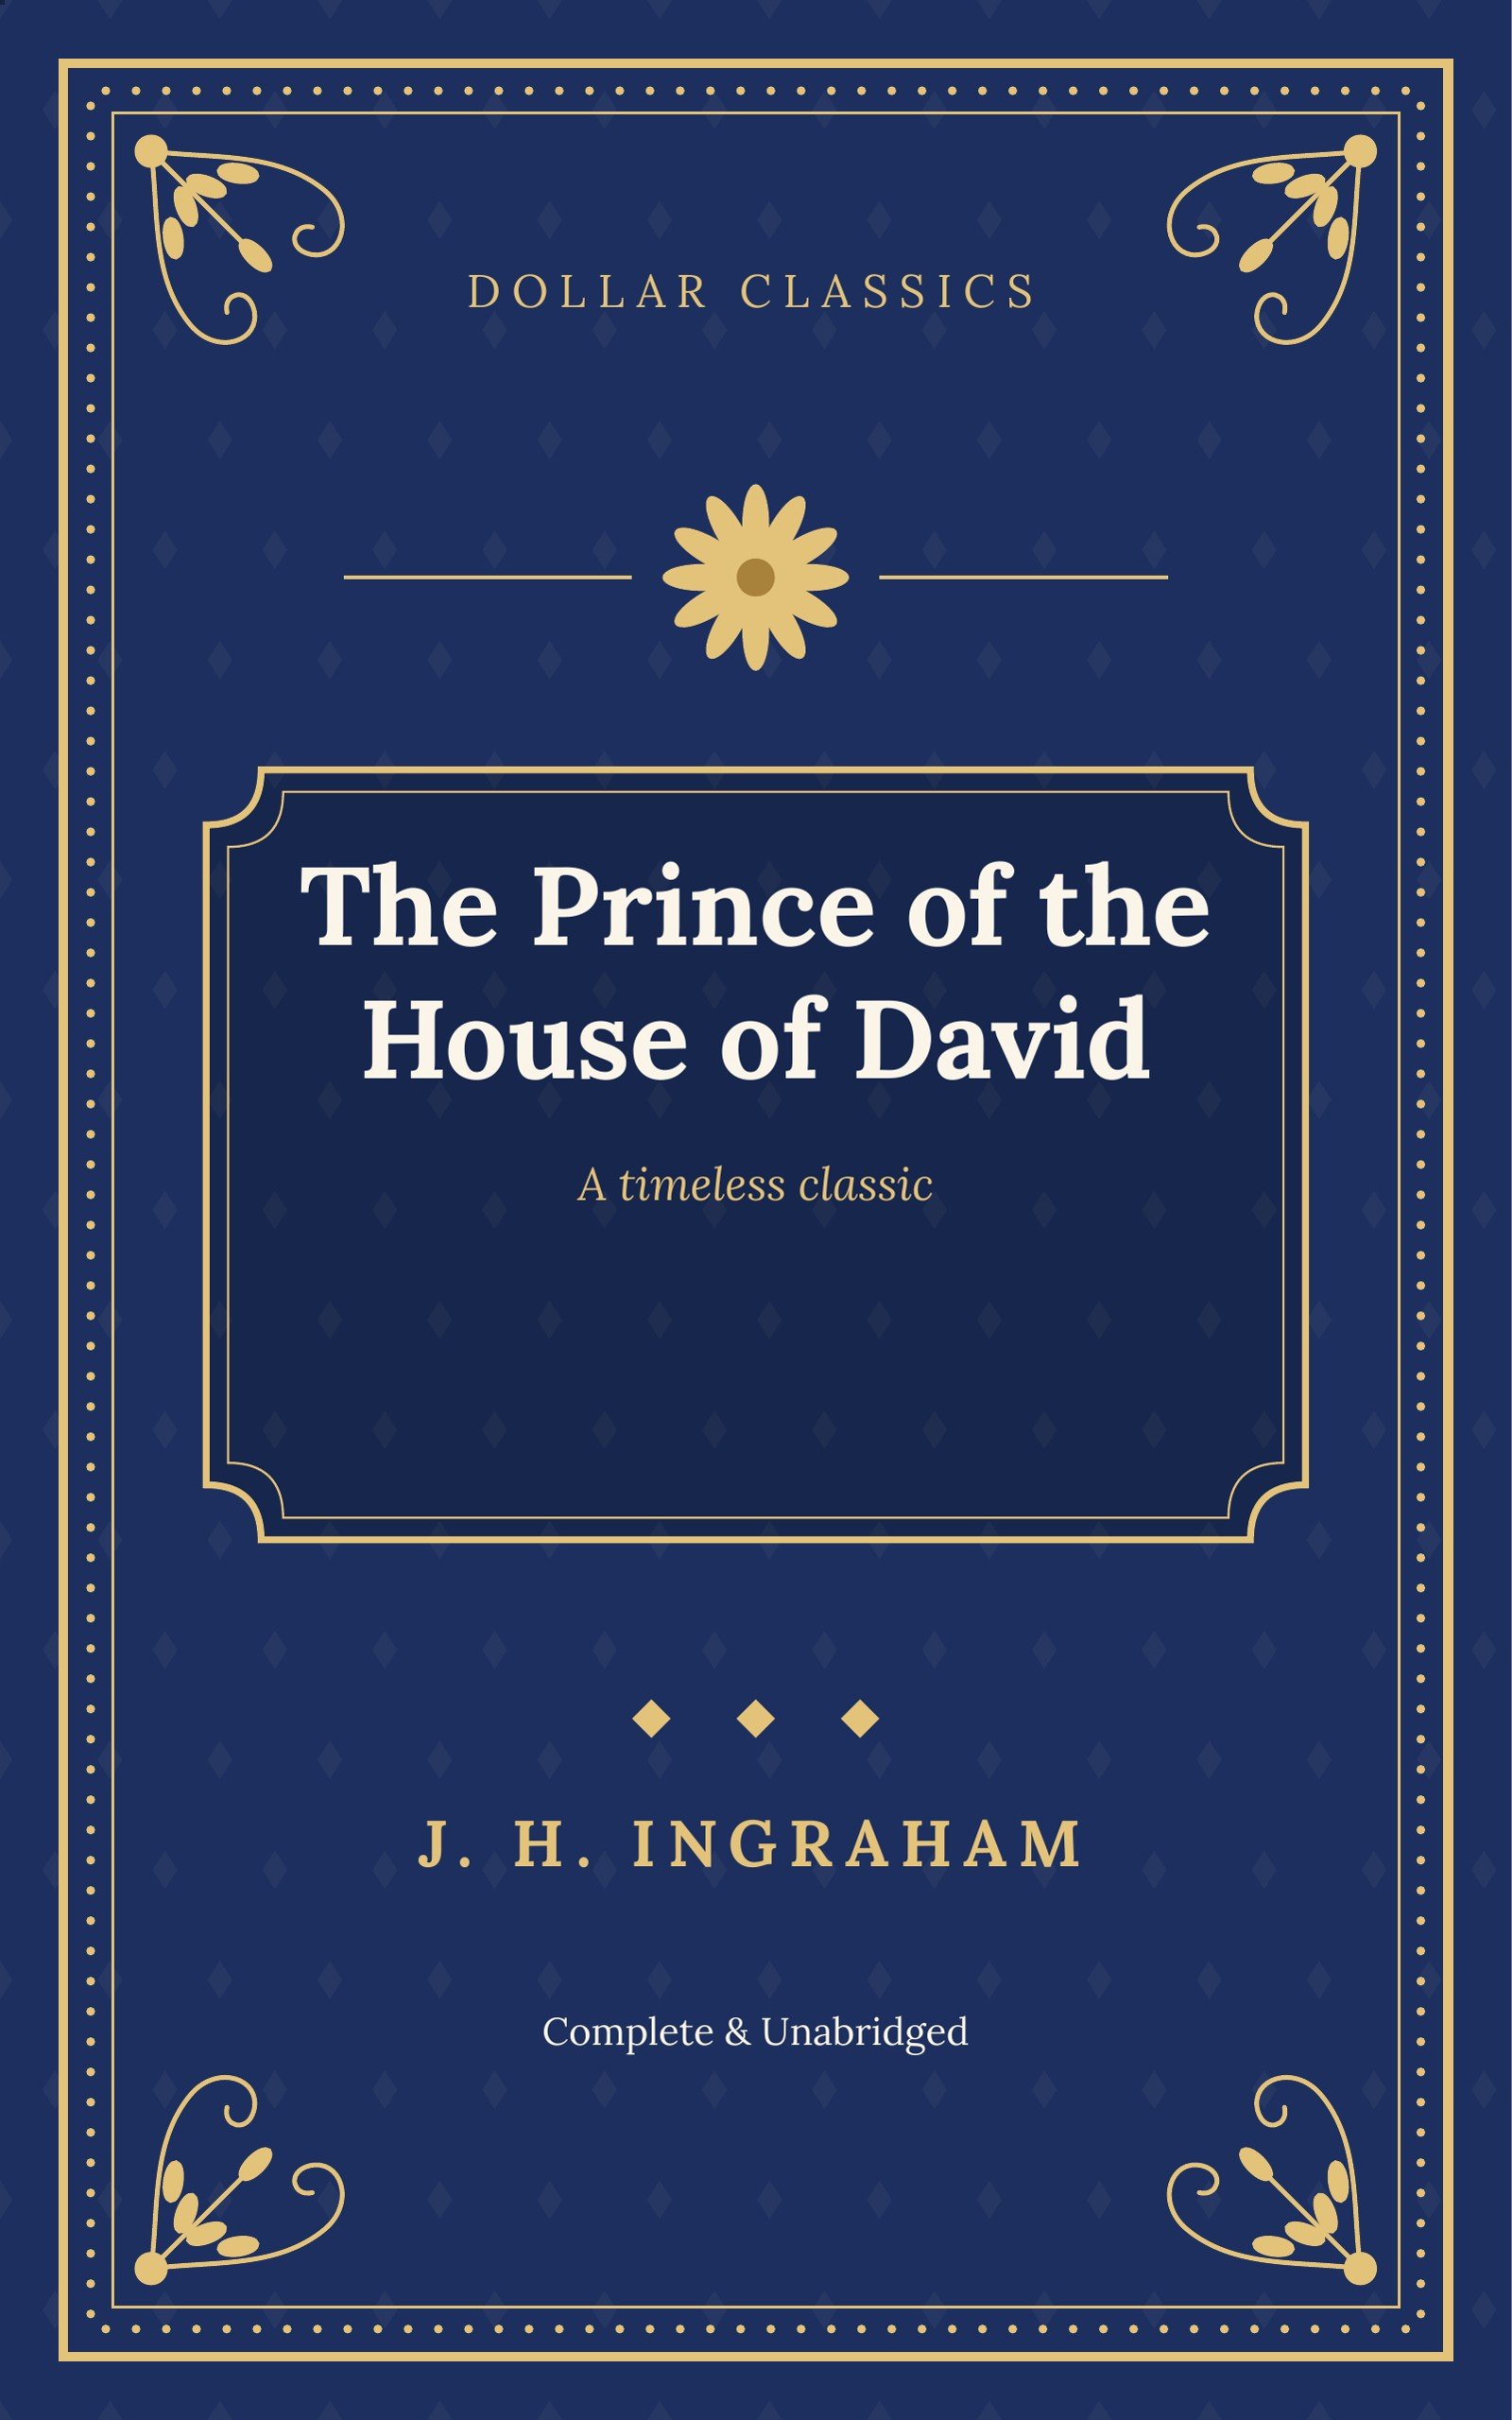 DOLLAR CLASSICS
The Prince of the
House of David
A timeless classic
J. H. INGRAHAM
Complete & Unabridged